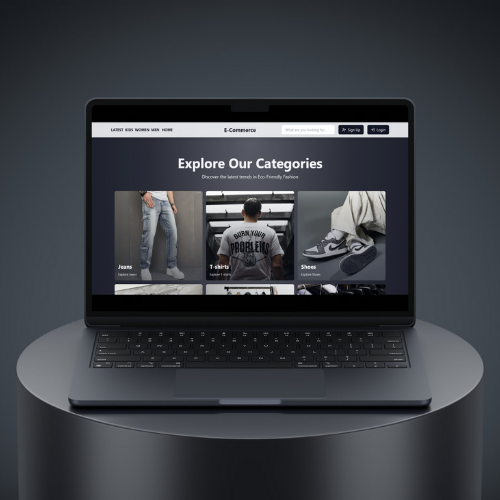 LATEST KIDS WOMEN MEN HOME
E-Commerce
What are you looking for...
Sign Up
Login
Explore Our Categories
Discover the latest trends in Eco-Friendly Fashion
BURN YOUR
PROBLEMS
Jeans
Explore Jeans
T-shirts
Explore T-shirts
Shoes
Explore Shoes